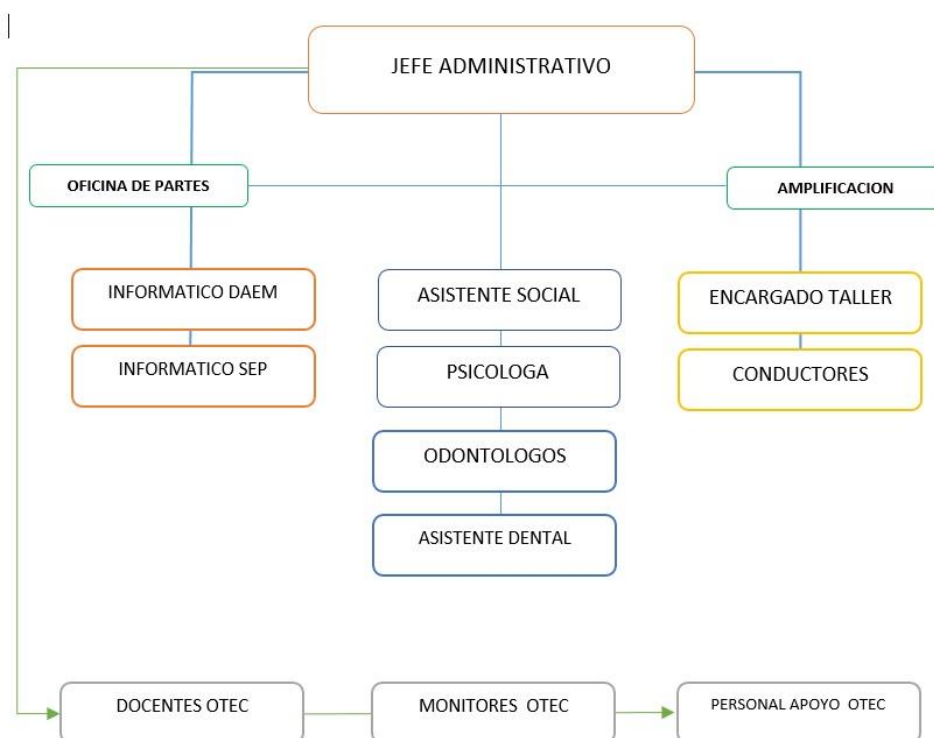 JEFE ADMINISTRATIVO
OFICINA DE PARTES
AMPLIFICACION
INFORMATICO DAEM
ASISTENTE SOCIAL
ENCARGADO TALLER
INFORMATICO SEP
PSICOLOGA
CONDUCTORES
ODONTOLOGOS
ASISTENTE DENTAL
DOCENTES OTEC
MONITORES OTEC
PERSONAL APOYO OTEC